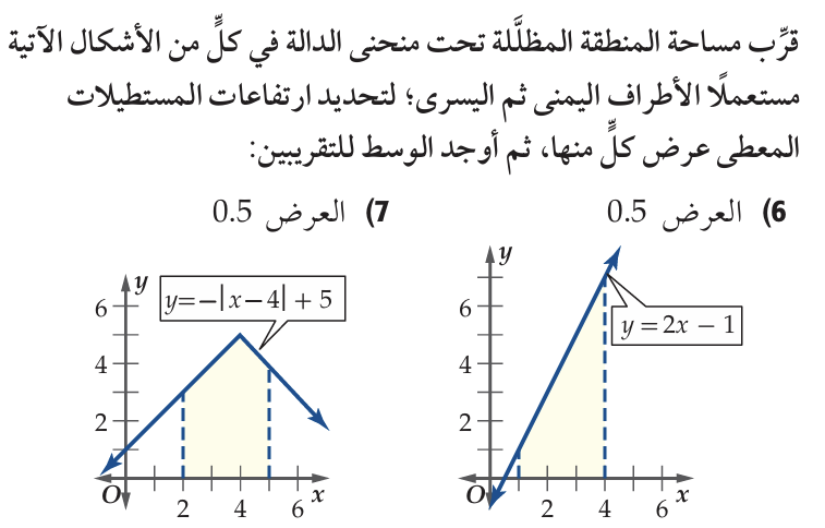 قرِّب مساحة المنطقة المظلَّلة تحت منحنى الدالة في كلٍّ من الأشكال الآتية
مستعملًا الأطراف اليمنى ثم اليسرى؛ لتحديد ارتفاعات المستطيلات
المعطى عرض كلٍّ منها، ثم أوجد الوسط للتقريبين:
6) العرض 0.5
y
6
4
2
O
2
4
6
x
y = 2x − 1
7) العرض 0.5
y
6
4
2
O
2
4
6
x
y=−|x−4| + 5